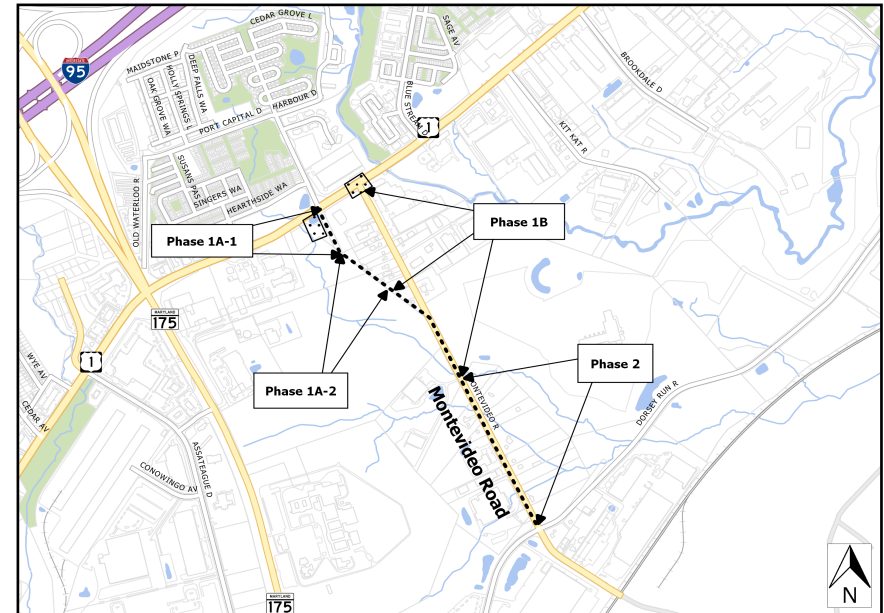 CEDAR GROVE L
SAGE AV
MAIDSTONE P
DEEP FALLS WA
HOLLY SPRINGS L
OAK GROVE WA
INTERSTATE
95
BROOKDALE D
HARBOUR D
PORT CAPITAL D
BLUE STREAM D
1
KIT KAT R
SUSANS PAS
SINGERS WA
HEARTHSIDE WA
OLD WATERLOO R
Phase 1A-1
Phase 1B
MARYLAND
175
1
WYE AV
CEDAR AV
Phase 1A-2
Phase 2
MONTEVIDEO R
Montevideo Road
DORSEY RUN R
ASSATEAGUE D
CONOWINGO AV
MARYLAND
175
N